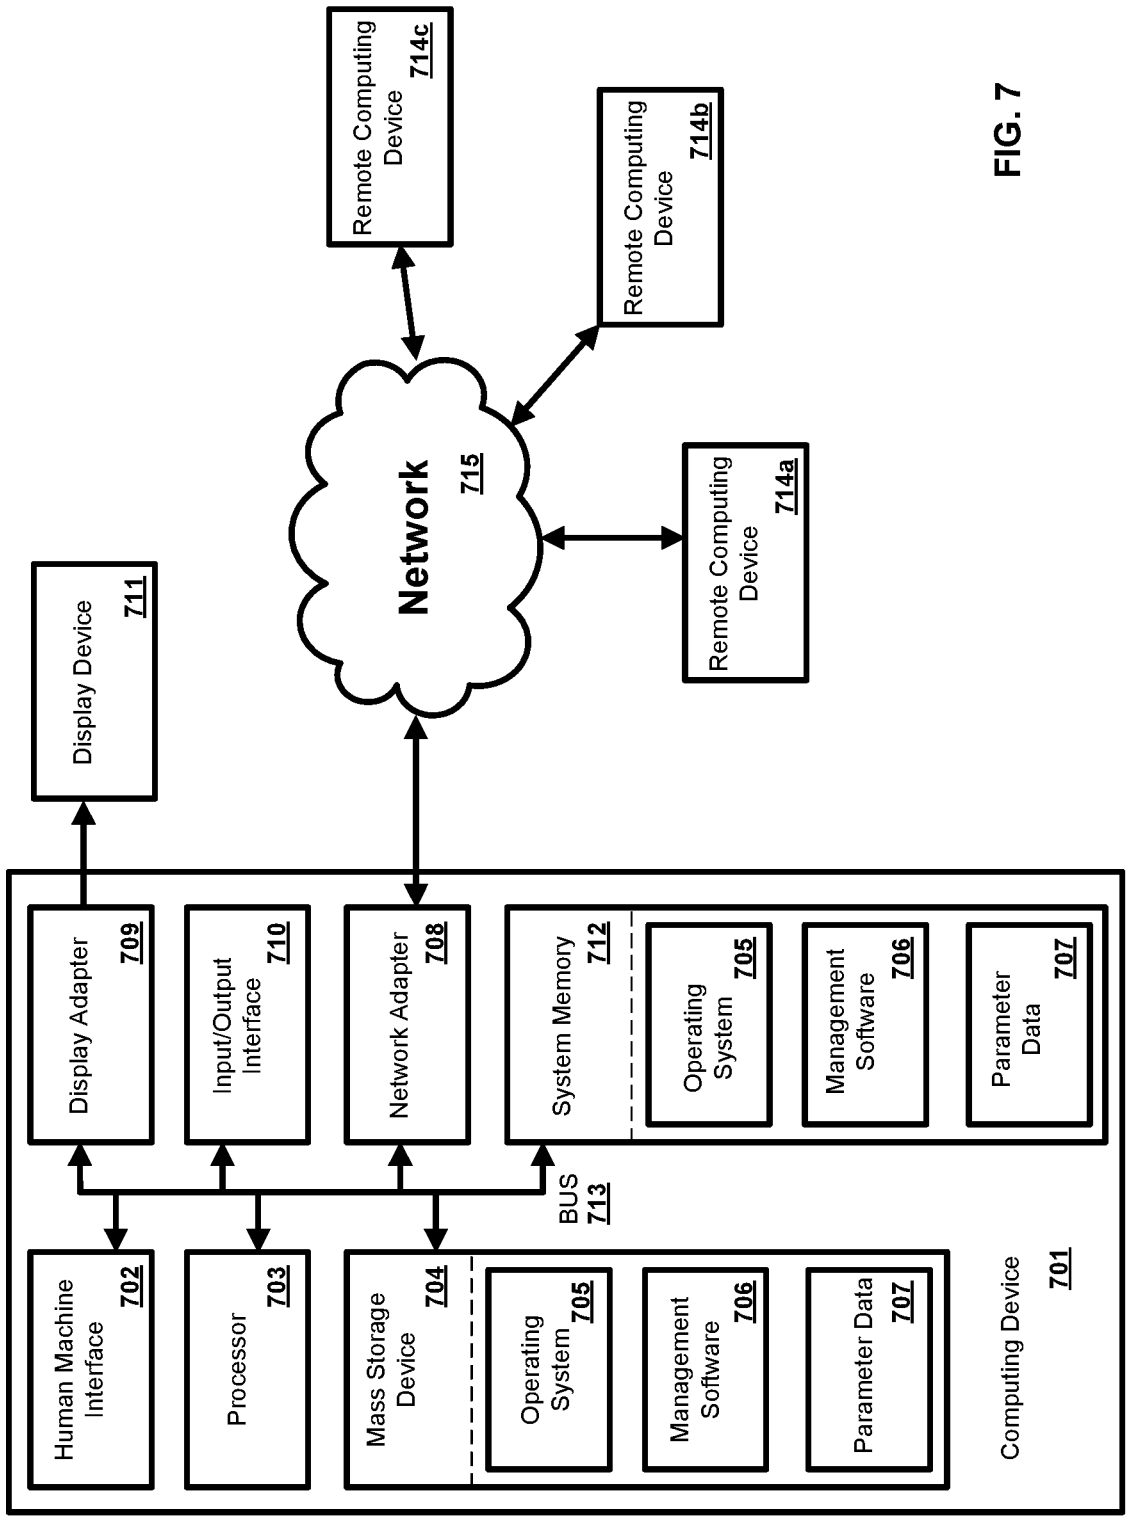 Human Machine
Interface
702
Processor
703
Mass Storage
Device
704
Operating
System
705
Management
Software
706
Parameter Data
707
Computing Device
701
BUS
713
Display Adapter
709
Input/Output
Interface
710
Network Adapter
708
System Memory
712
Operating
System
705
Management
Software
706
Parameter
Data
707
Display Device
711
Network
715
Remote Computing
Device
714a
Remote Computing
Device
714b
Remote Computing
Device
714c
FIG. 7